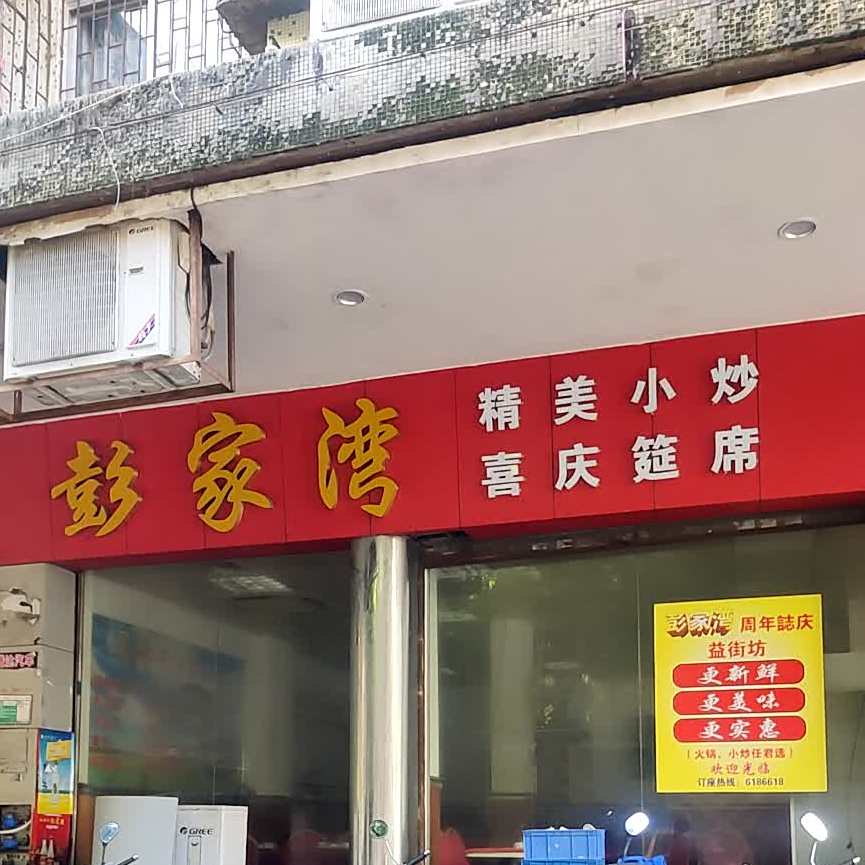 GREE
彭家湾
精美小炒
喜庆筵席
彭家湾 周年誌庆
益街坊
更新鲜
更美味
更实惠
（火锅、小炒任君选）
欢迎光临
订座热线：6186618
GREE